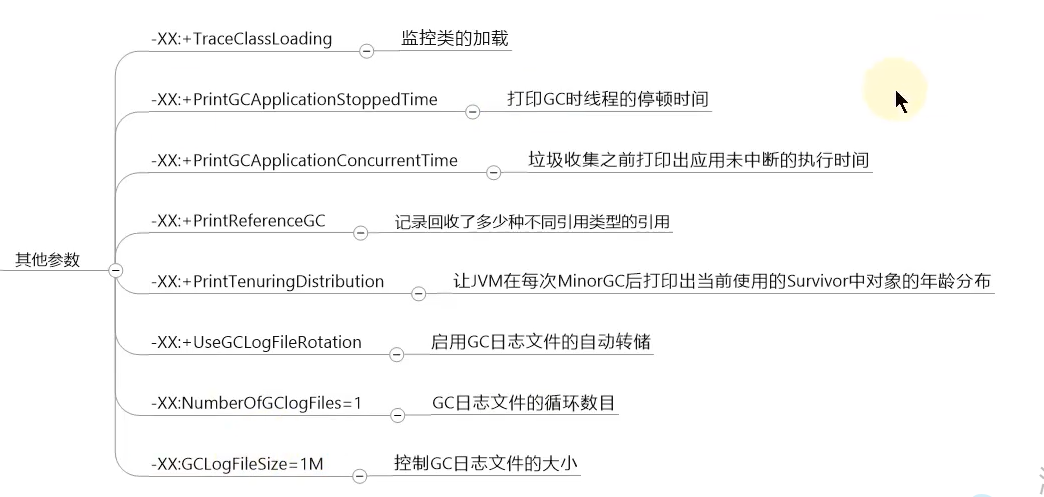 -XX:+TraceClassLoading 监控类的加载
-XX:+PrintGCApplicationStoppedTime 打印GC时线程的停顿时间
-XX:+PrintGCApplicationConcurrentTime 垃圾收集之前打印出应用未中断的执行时间
-XX:+PrintReferenceGC 记录回收了多少种不同引用类型的引用
其他参数
-XX:+PrintTenuringDistribution 让JVM在每次MinorGC后打印出当前使用的Survivor中对象的年龄分布
-XX:+UseGCLogFileRotation 启用GC日志文件的自动转储
-XX:NumberOfGClogFiles=1 GC日志文件的循环数目
-XX:GCLogFileSize=1M 控制GC日志文件的大小